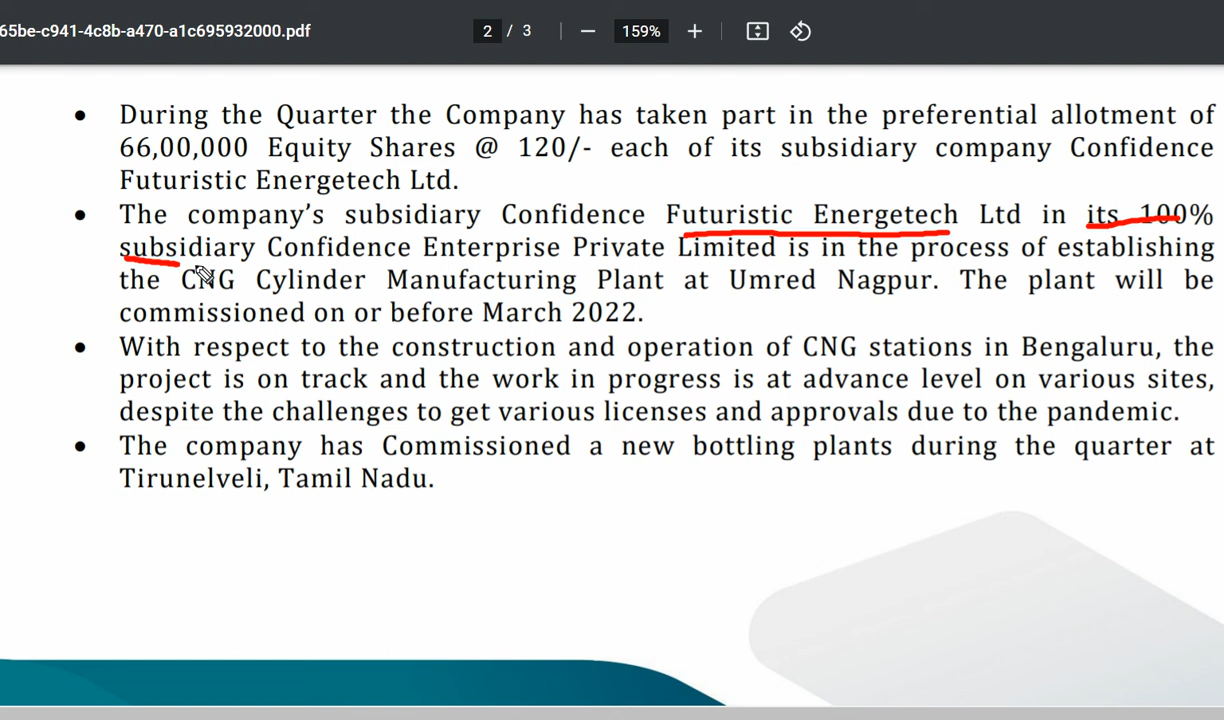 65be-c941-4c8b-a470-a1c695932000.pdf 2 / 3 159%
• During the Quarter the Company has taken part in the preferential allotment of
66,00,000 Equity Shares @ 120/- each of its subsidiary company Confidence
Futuristic Energetech Ltd.
• The company's subsidiary Confidence Futuristic Energetech Ltd in its 100%
subsidiary Confidence Enterprise Private Limited is in the process of establishing
the CNG Cylinder Manufacturing Plant at Umred Nagpur. The plant will be
commissioned on or before March 2022.
• With respect to the construction and operation of CNG stations in Bengaluru, the
project is on track and the work in progress is at advance level on various sites,
despite the challenges to get various licenses and approvals due to the pandemic.
• The company has Commissioned a new bottling plants during the quarter at
Tirunelveli, Tamil Nadu.